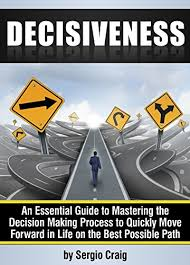 DECISIVENESS
An Essential Guide to Mastering the
Decision Making Process to Quickly Move
Forward in Life on the Best Possible Path
by Sergio Craig